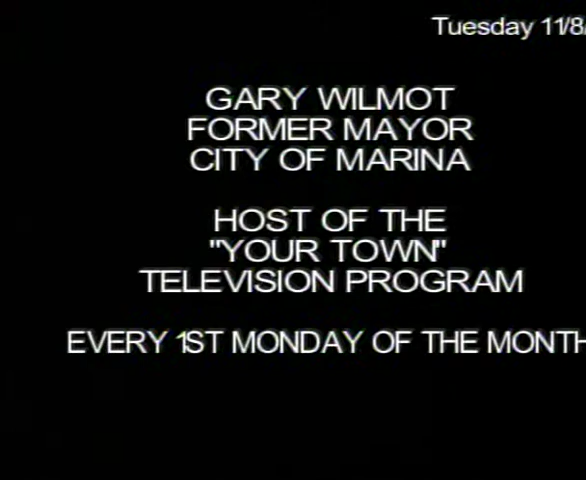 Tuesday 11/8/
GARY WILMOT
FORMER MAYOR
CITY OF MARINA
HOST OF THE
"YOUR TOWN"
TELEVISION PROGRAM
EVERY 1ST MONDAY OF THE MONTH